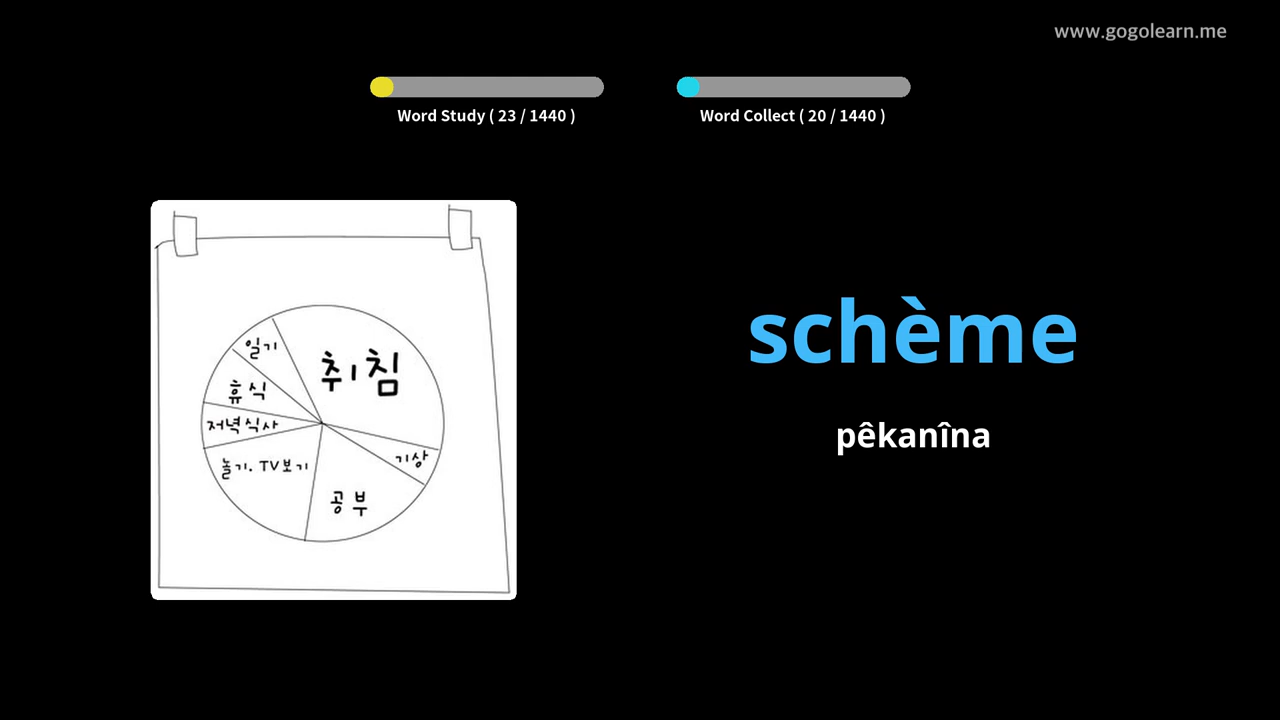 www.gogolearn.me
Word Study ( 23 / 1440 )
Word Collect ( 20 / 1440 )
일기
취침
휴식
저녁식사
기상
놀기. TV보기
공부
schème
pêkanîna